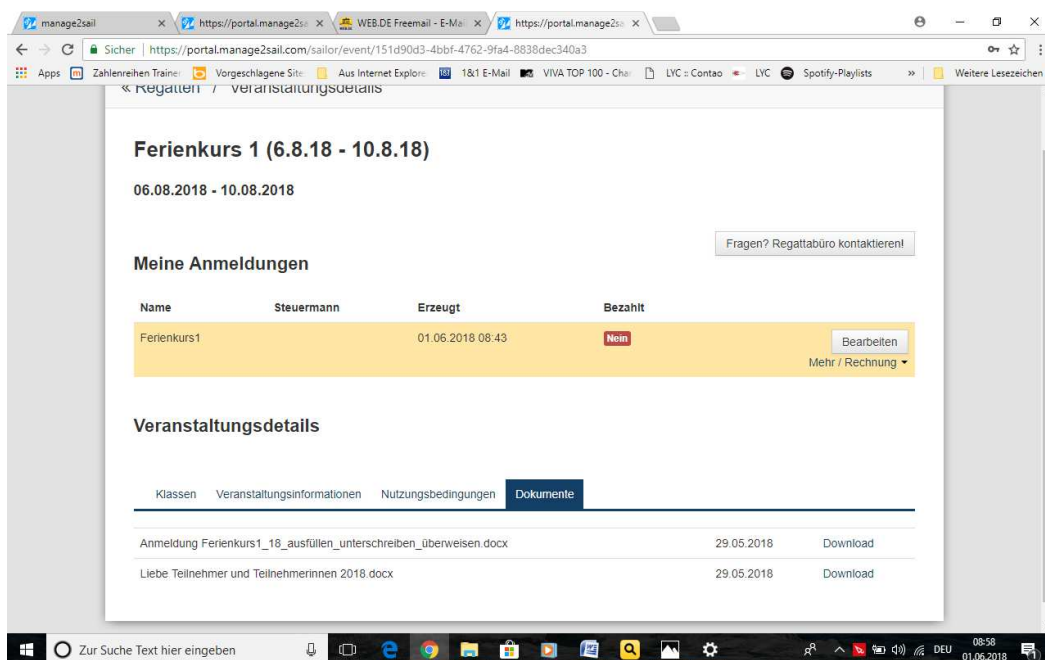 manage2sail
https://portal.manage2sa
WEB.DE Freemail - E-Mai
https://portal.manage2sa
Sicher | https://portal.manage2sail.com/sailor/event/151d90d3-4bbf-4762-9fa4-8838dec340a3
Apps Zahlenreihen Trainer Vorgeschlagene Site Aus Internet Explore 1&1 E-Mail VIVA TOP 100 - Cha LYC :: Contao LYC Spotify-Playlists » Weitere Lesezeichen
« Regatten / Veranstaltungsdetails
Ferienkurs 1 (6.8.18 - 10.8.18)
06.08.2018 - 10.08.2018
Fragen? Regattabüro kontaktieren!
Meine Anmeldungen
Name Steuermann Erzeugt Bezahlt
Ferienkurs1 01.06.2018 08:43 Nein Bearbeiten
Mehr / Rechnung
Veranstaltungsdetails
Klassen Veranstaltungsinformationen Nutzungsbedingungen Dokumente
Anmeldung Ferienkurs1_18_ausfüllen_unterschreiben_überweisen.docx 29.05.2018 Download
Liebe Teilnehmer und Teilnehmerinnen 2018.docx 29.05.2018 Download
Zur Suche Text hier eingeben DEU 08:58
01.06.2018